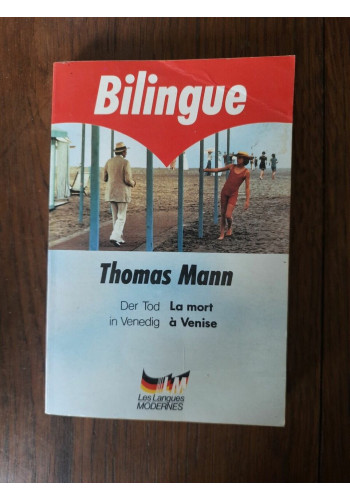 Bilingue
Thomas Mann
Der Tod La mort
in Venedig à Venise
LM
Les Langues
MODERNES